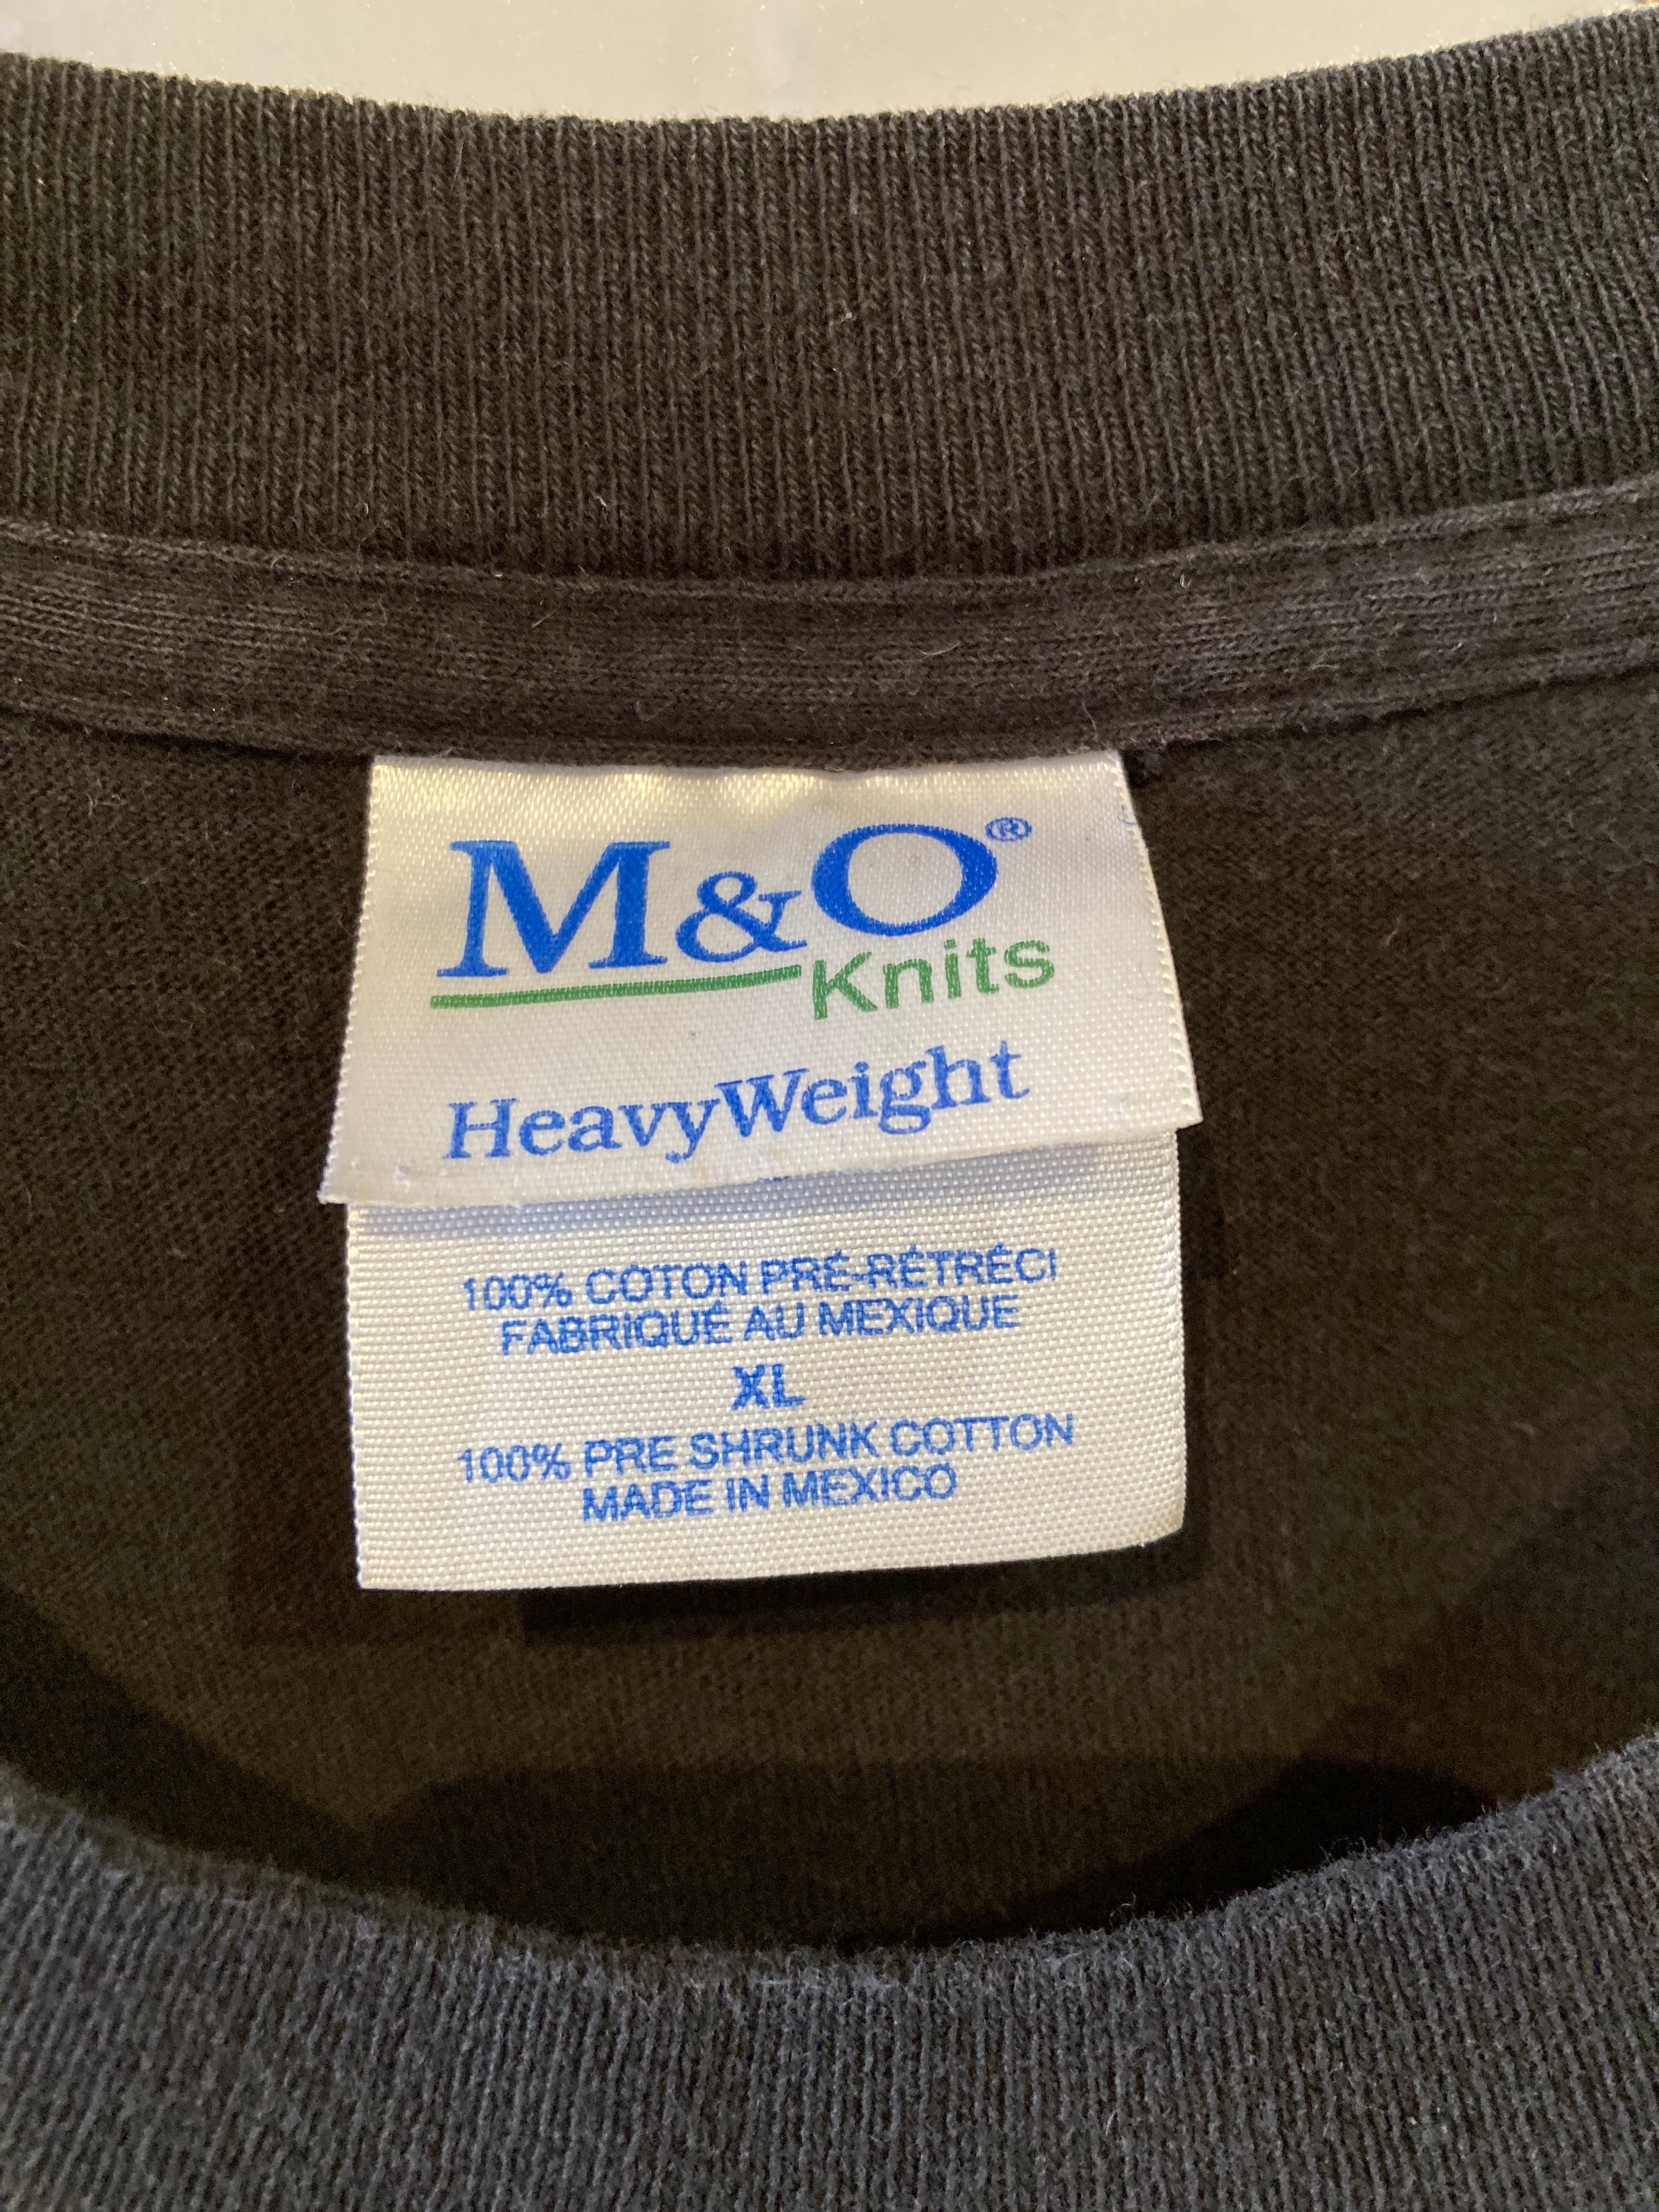 M&O®
Knits
HeavyWeight
100% COTON PRÉ-RÉTRÉCI
FABRIQUÉ AU MEXIQUE
XL
100% PRE SHRUNK COTTON
MADE IN MEXICO